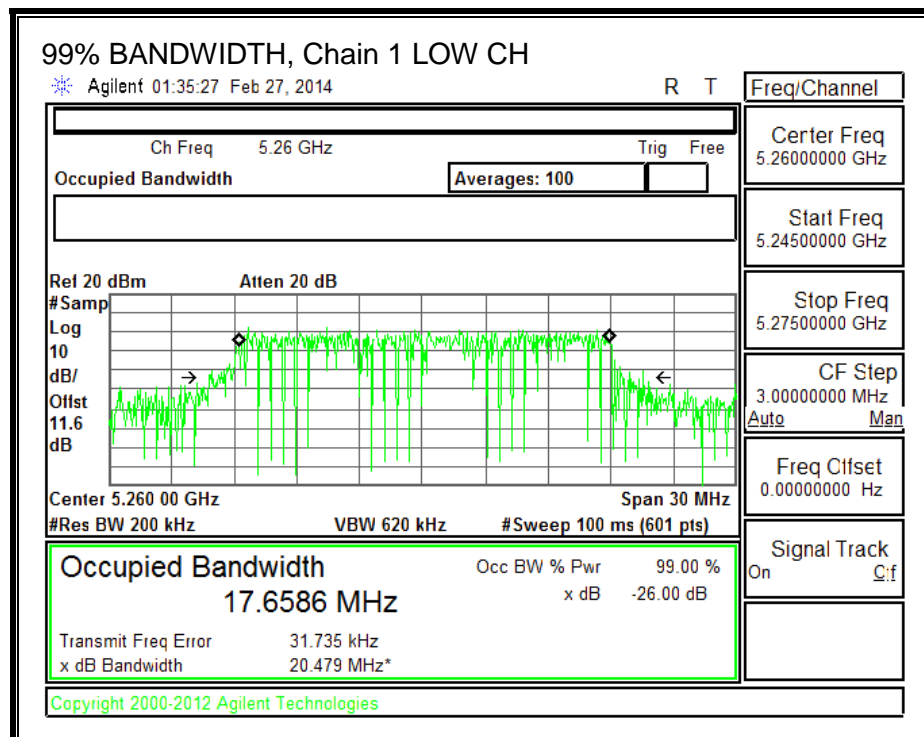 99% BANDWIDTH, Chain 1 LOW CH
Agilent 01:35:27 Feb 27, 2014 R T
Ch Freq 5.26 GHz Trig Free
Occupied Bandwidth Averages: 100
Ref 20 dBm Atten 20 dB
#Samp
Log
10
dB/
Offst
11.6
dB
Center 5.260 00 GHz Span 30 MHz
#Res BW 200 kHz VBW 620 kHz #Sweep 100 ms (601 pts)
Occupied Bandwidth Occ BW % Pwr 99.00 %
17.6586 MHz x dB -26.00 dB
Transmit Freq Error 31.735 kHz
x dB Bandwidth 20.479 MHz*
Copyright 2000-2012 Agilent Technologies
Freq/Channel
Center Freq
5.26000000 GHz
Start Freq
5.24500000 GHz
Stop Freq
5.27500000 GHz
CF Step
3.00000000 MHz
Auto Man
Freq Offset
0.00000000 Hz
Signal Track
On Off